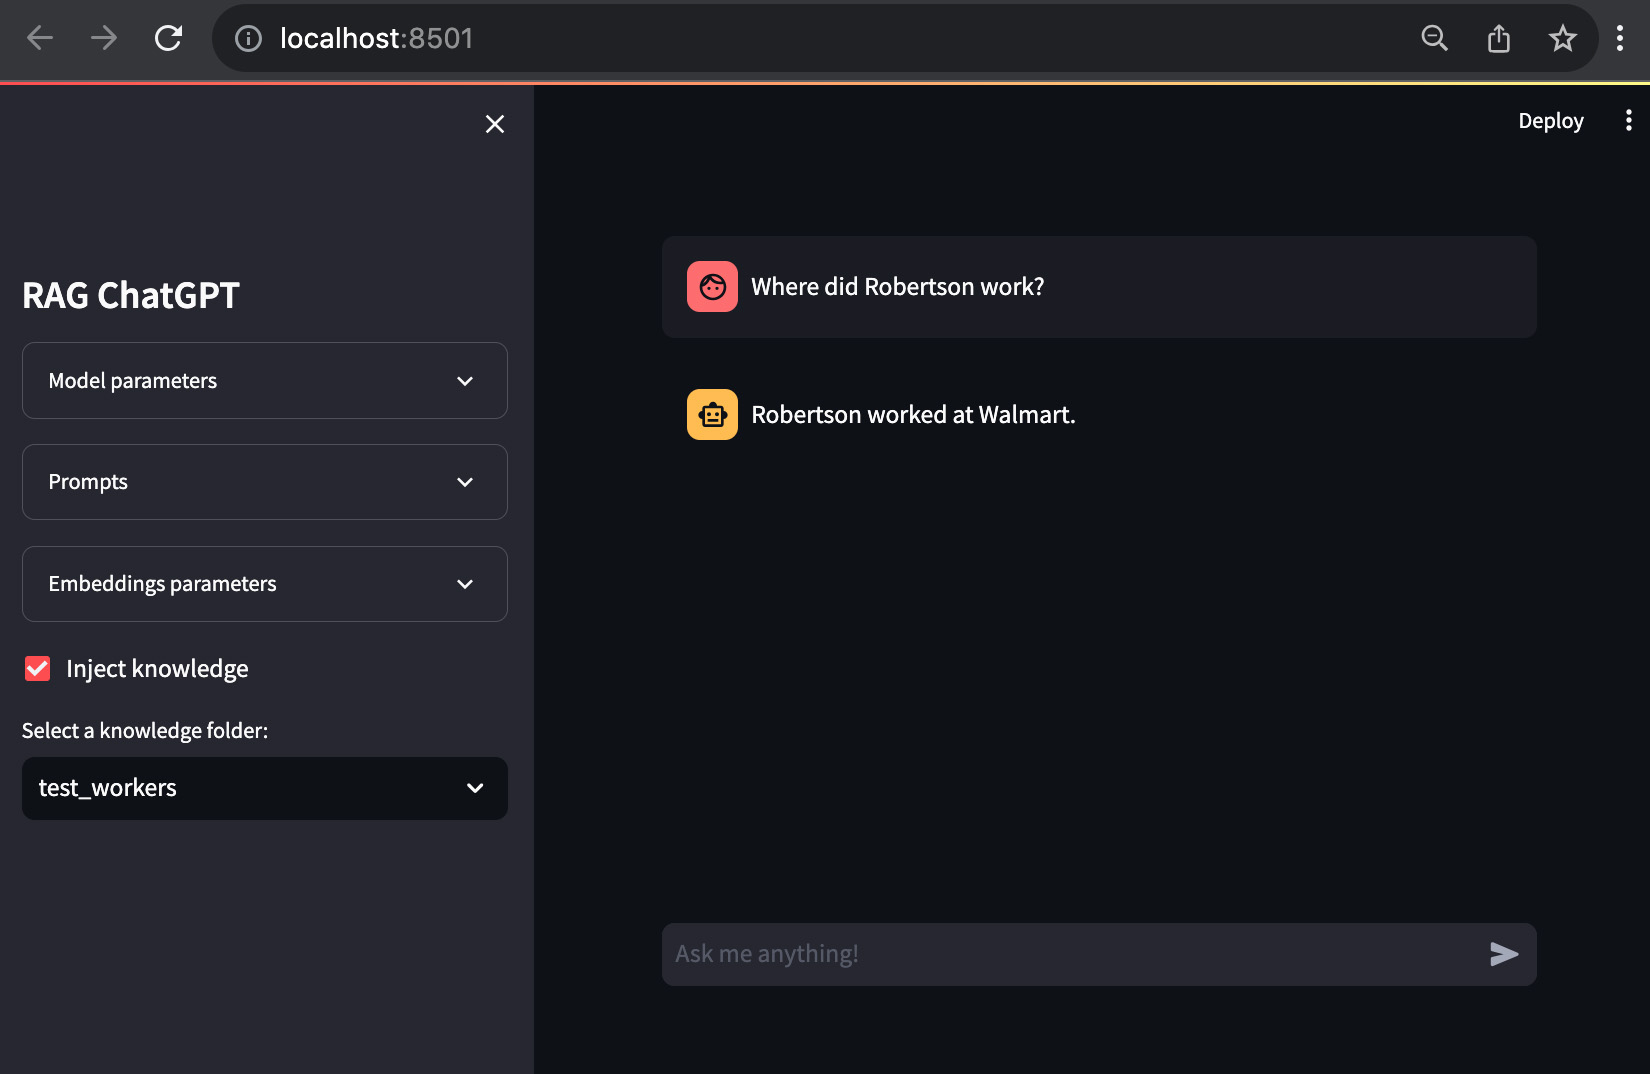 localhost:8501
Deploy
RAG ChatGPT
Model parameters
Prompts
Embeddings parameters
Inject knowledge
Select a knowledge folder:
test_workers
Where did Robertson work?
Robertson worked at Walmart.
Ask me anything!